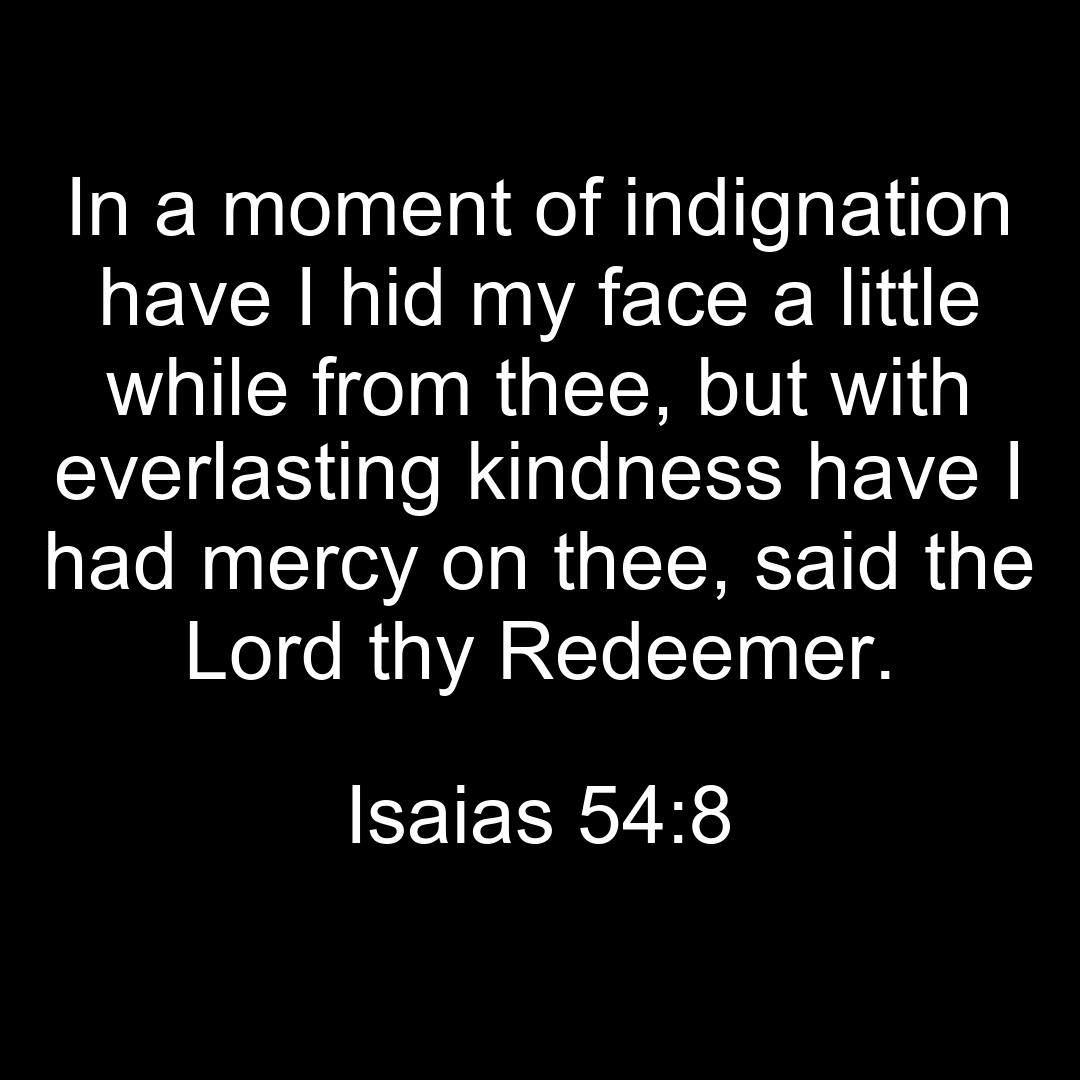 In a moment of indignation
have I hid my face a little
while from thee, but with
everlasting kindness have I
had mercy on thee, said the
Lord thy Redeemer.
Isaias 54:8